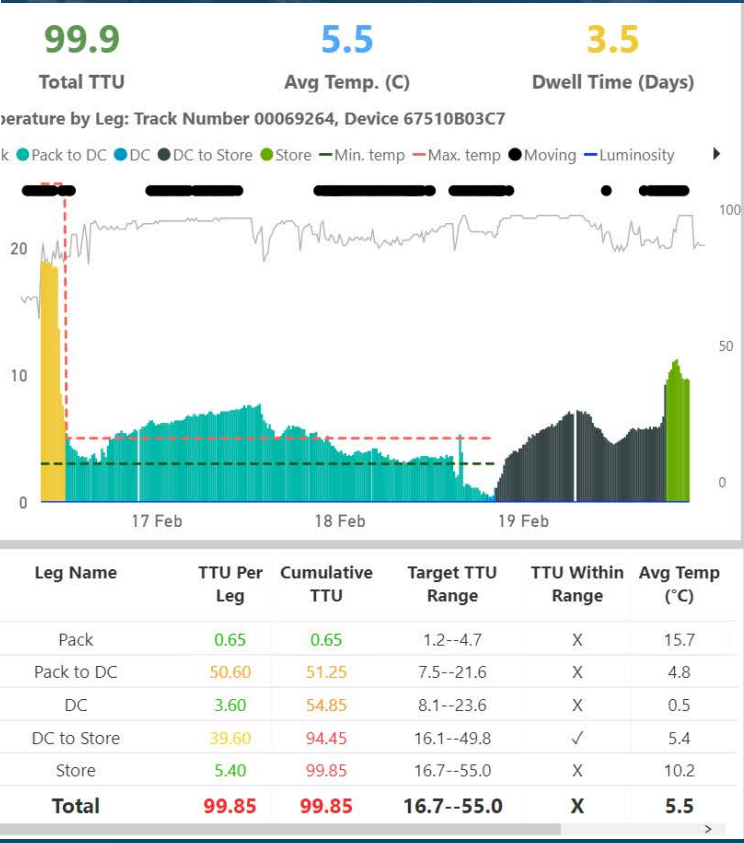 99.9 5.5 3.5
Total TTU Avg Temp. (C) Dwell Time (Days)
perature by Leg: Track Number 00069264, Device 67510B03C7
k Pack to DC DC DC to Store Store Min. temp Max. temp Moving Luminosity
100
20
50
10
0
0
17 Feb 18 Feb 19 Feb
Leg Name TTU Per Leg Cumulative TTU Target TTU Range TTU Within Range Avg Temp (°C)
Pack 0.65 0.65 1.2--4.7 X 15.7
Pack to DC 50.60 51.25 7.5--21.6 X 4.8
DC 3.60 54.85 8.1--23.6 X 0.5
DC to Store 39.60 94.45 16.1--49.8 ✓ 5.4
Store 5.40 99.85 16.7--55.0 X 10.2
Total 99.85 99.85 16.7--55.0 X 5.5